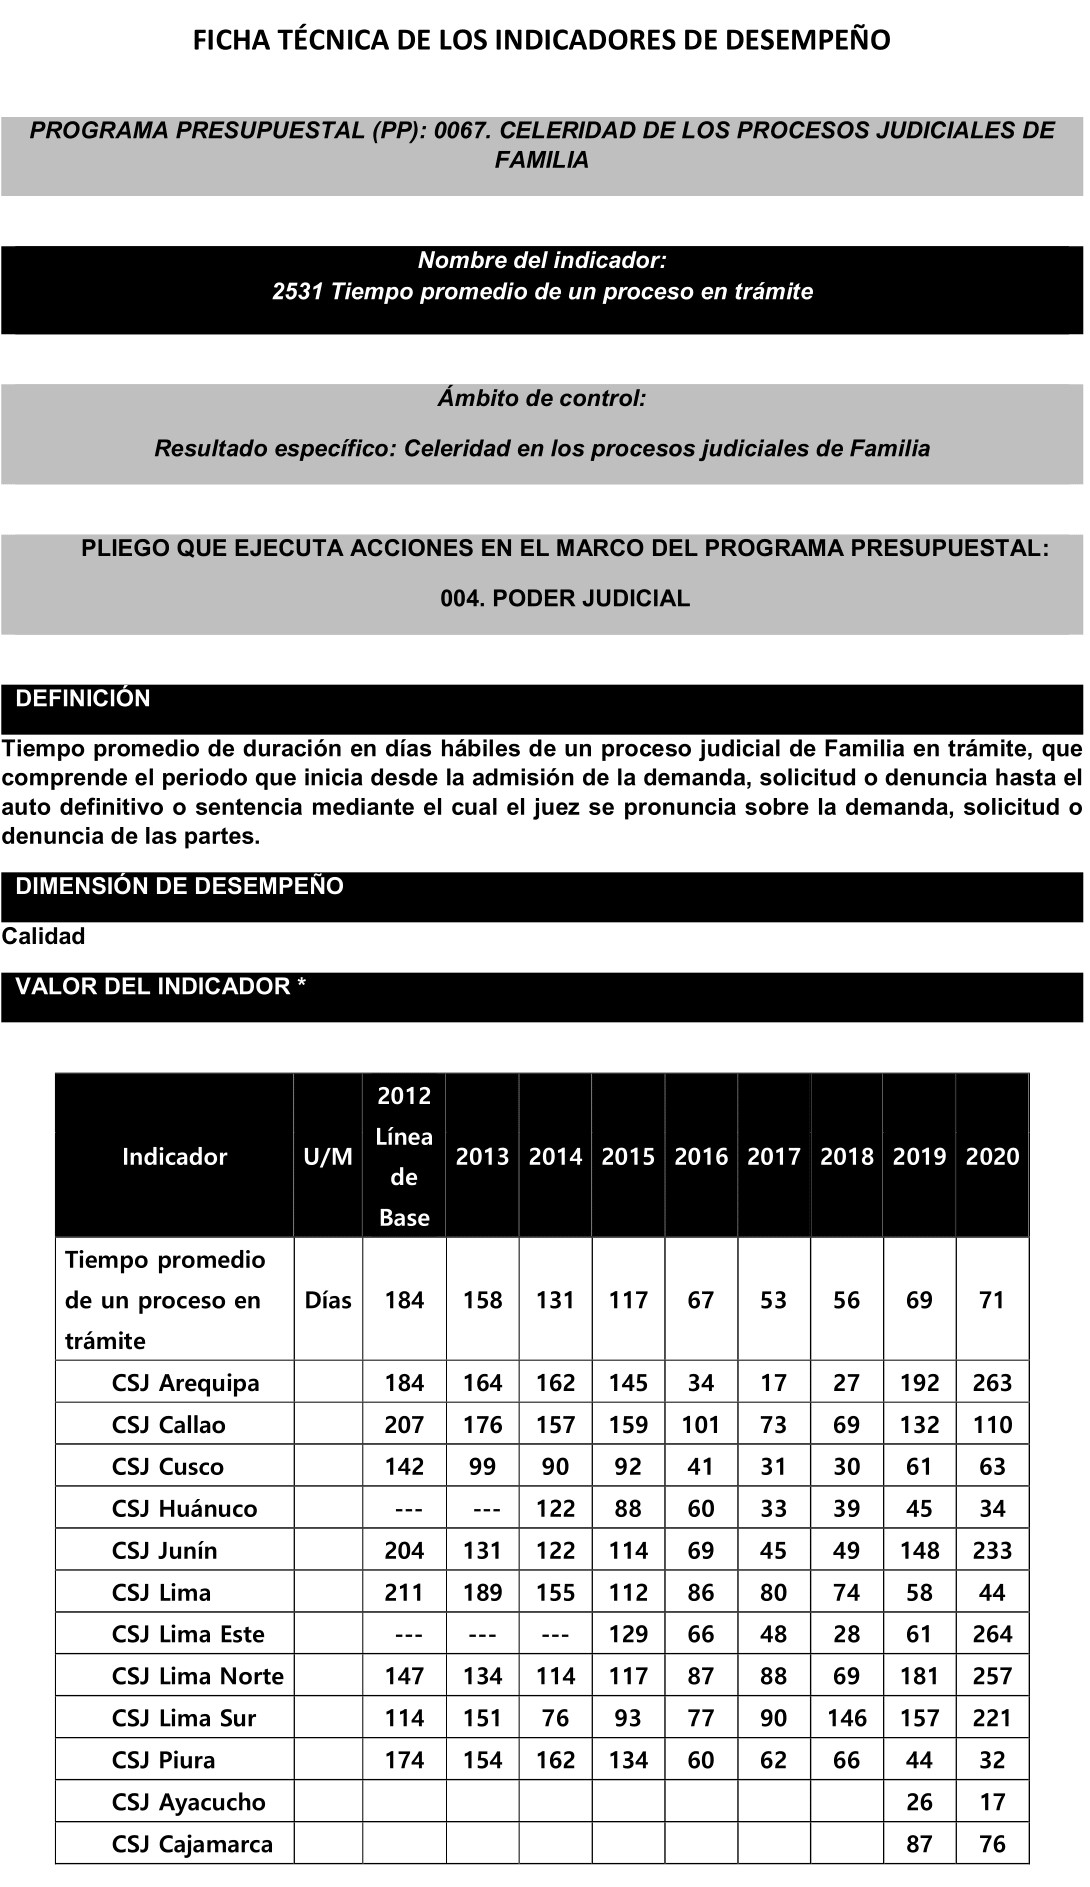 FICHA TÉCNICA DE LOS INDICADORES DE DESEMPEÑO
PROGRAMA PRESUPUESTAL (PP): 0067. CELERIDAD DE LOS PROCESOS JUDICIALES DE
FAMILIA
Nombre del indicador:
2531 Tiempo promedio de un proceso en trámite
Ámbito de control:
Resultado específico: Celeridad en los procesos judiciales de Familia
PLIEGO QUE EJECUTA ACCIONES EN EL MARCO DEL PROGRAMA PRESUPUESTAL:
004. PODER JUDICIAL
DEFINICIÓN
Tiempo promedio de duración en días hábiles de un proceso judicial de Familia en trámite, que
comprende el periodo que inicia desde la admisión de la demanda, solicitud o denuncia hasta el
auto definitivo o sentencia mediante el cual el juez se pronuncia sobre la demanda, solicitud o
denuncia de las partes.
DIMENSIÓN DE DESEMPEÑO
Calidad
VALOR DEL INDICADOR *
Indicador U/M 2012 Línea de Base 2013 2014 2015 2016 2017 2018 2019 2020
Tiempo promedio de un proceso en trámite Días 184 158 131 117 67 53 56 69 71
CSJ Arequipa 184 164 162 145 34 17 27 192 263
CSJ Callao 207 176 157 159 101 73 69 132 110
CSJ Cusco 142 99 90 92 41 31 30 61 63
CSJ Huánuco --- --- 122 88 60 33 39 45 34
CSJ Junín 204 131 122 114 69 45 49 148 233
CSJ Lima 211 189 155 112 86 80 74 58 44
CSJ Lima Este --- --- --- 129 66 48 28 61 264
CSJ Lima Norte 147 134 114 117 87 88 69 181 257
CSJ Lima Sur 114 151 76 93 77 90 146 157 221
CSJ Piura 174 154 162 134 60 62 66 44 32
CSJ Ayacucho 26 17
CSJ Cajamarca 87 76